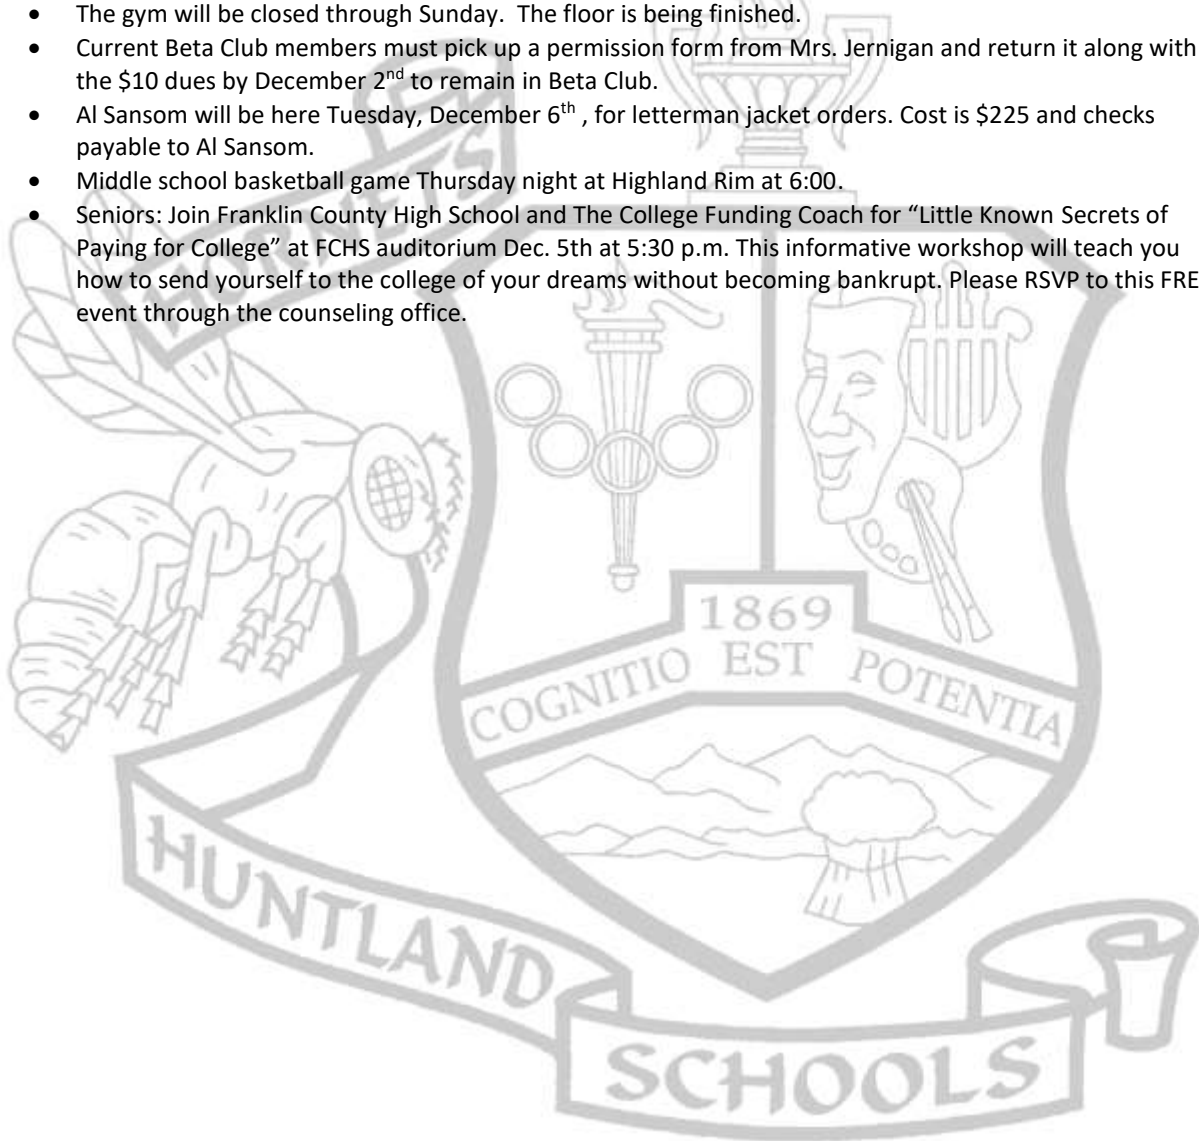 • The gym will be closed through Sunday.  The floor is being finished.
• Current Beta Club members must pick up a permission form from Mrs. Jernigan and return it along with
the $10 dues by December 2nd to remain in Beta Club.
• Al Sansom will be here Tuesday, December 6th , for letterman jacket orders. Cost is $225 and checks
payable to Al Sansom.
• Middle school basketball game Thursday night at Highland Rim at 6:00.
• Seniors: Join Franklin County High School and The College Funding Coach for “Little Known Secrets of
Paying for College” at FCHS auditorium Dec. 5th at 5:30 p.m. This informative workshop will teach you
how to send yourself to the college of your dreams without becoming bankrupt. Please RSVP to this FRE
event through the counseling office.
HORNETS
1869
COGNITIO EST POTENTIA
HUNTLAND
SCHOOLS